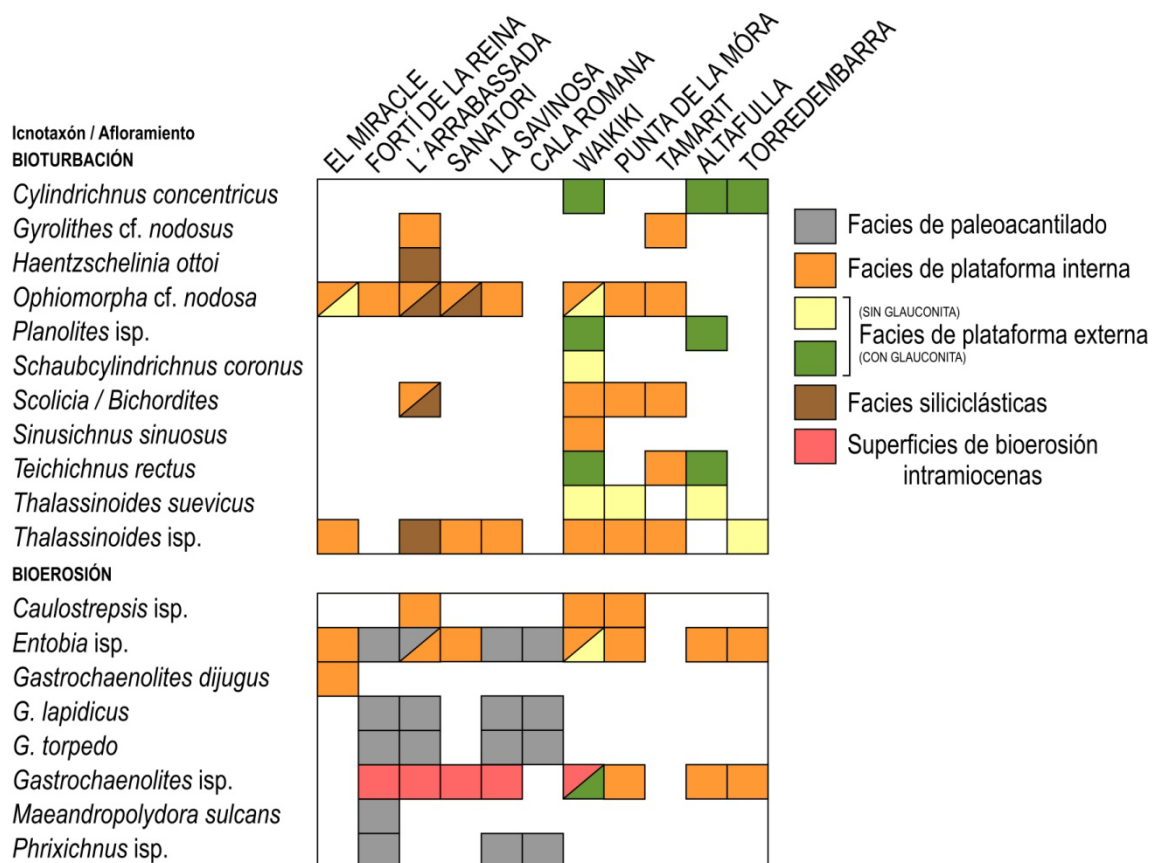 EL MIRACLE
FORTÍ DE LA REINA
L´ARRABASSADA
SANATORI
LA SAVINOSA
CALA ROMANA
WAIKIKI
PUNTA DE LA MÓRA
TAMARIT
ALTAFULLA
TORREDEMBARRA
Icnotaxón / Afloramiento
BIOTURBACIÓN
Cylindrichnus concentricus
Gyrolithes cf. nodosus
Haentzschelinia ottoi
Ophiomorpha cf. nodosa
Planolites isp.
Schaubcylindrichnus coronus
Scolicia / Bichordites
Sinusichnus sinuosus
Teichichnus rectus
Thalassinoides suevicus
Thalassinoides isp.
BIOEROSIÓN
Caulostrepsis isp.
Entobia isp.
Gastrochaenolites dijugus
G. lapidicus
G. torpedo
Gastrochaenolites isp.
Maeandropolydora sulcans
Phrixichnus isp.
Facies de paleoacantilado
Facies de plataforma interna
(SIN GLAUCONITA)
Facies de plataforma externa
(CON GLAUCONITA)
Facies siliciclásticas
Superficies de bioerosión
intramiocenas